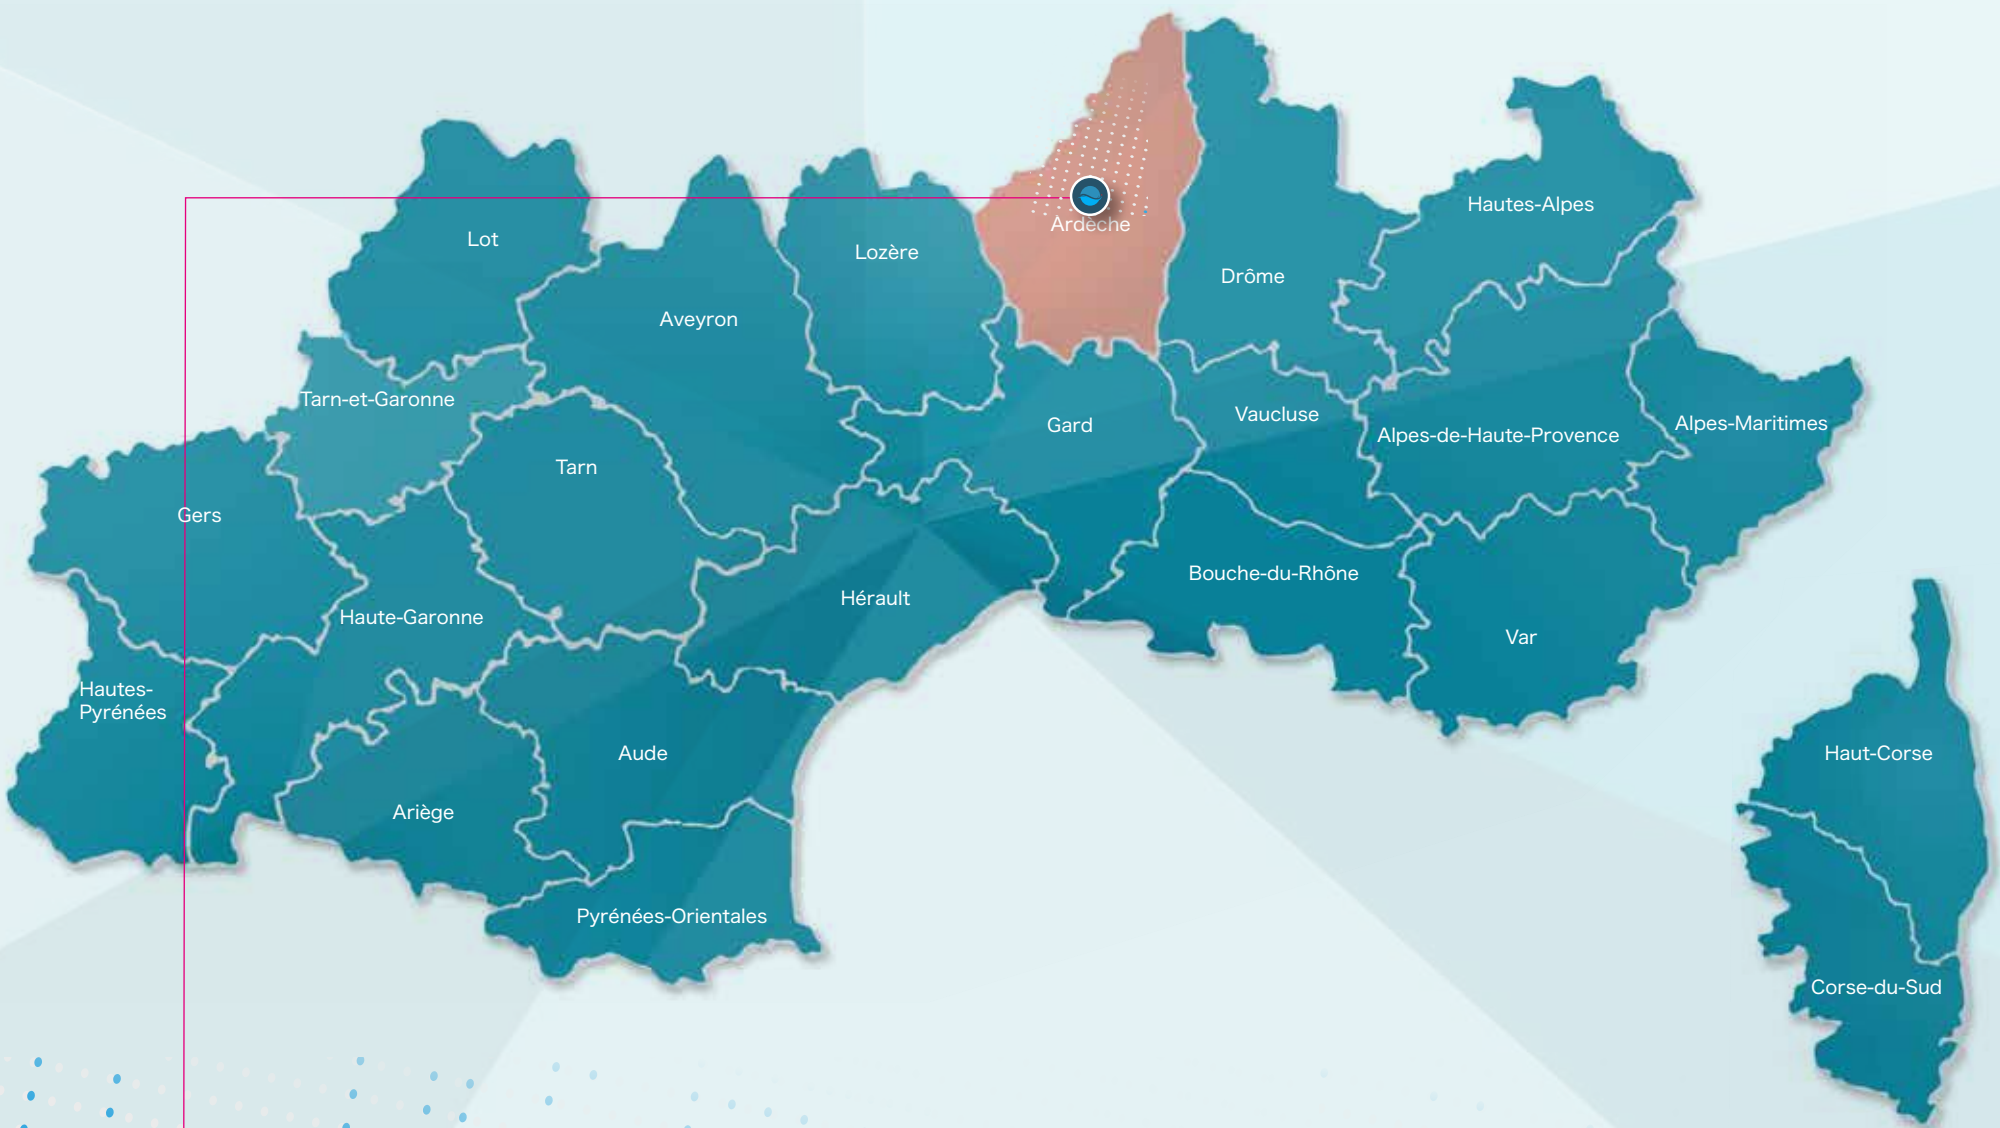 Hautes-Alpes
Ardèche
Lot
Lozère
Drôme
Aveyron
Tarn-et-Garonne
Vaucluse
Gard
Alpes-Maritimes
Alpes-de-Haute-Provence
Tarn
Gers
Bouche-du-Rhône
Hérault
Haute-Garonne
Var
Hautes-
Pyrénées
Aude
Haut-Corse
Ariège
Pyrénées-Orientales
Corse-du-Sud